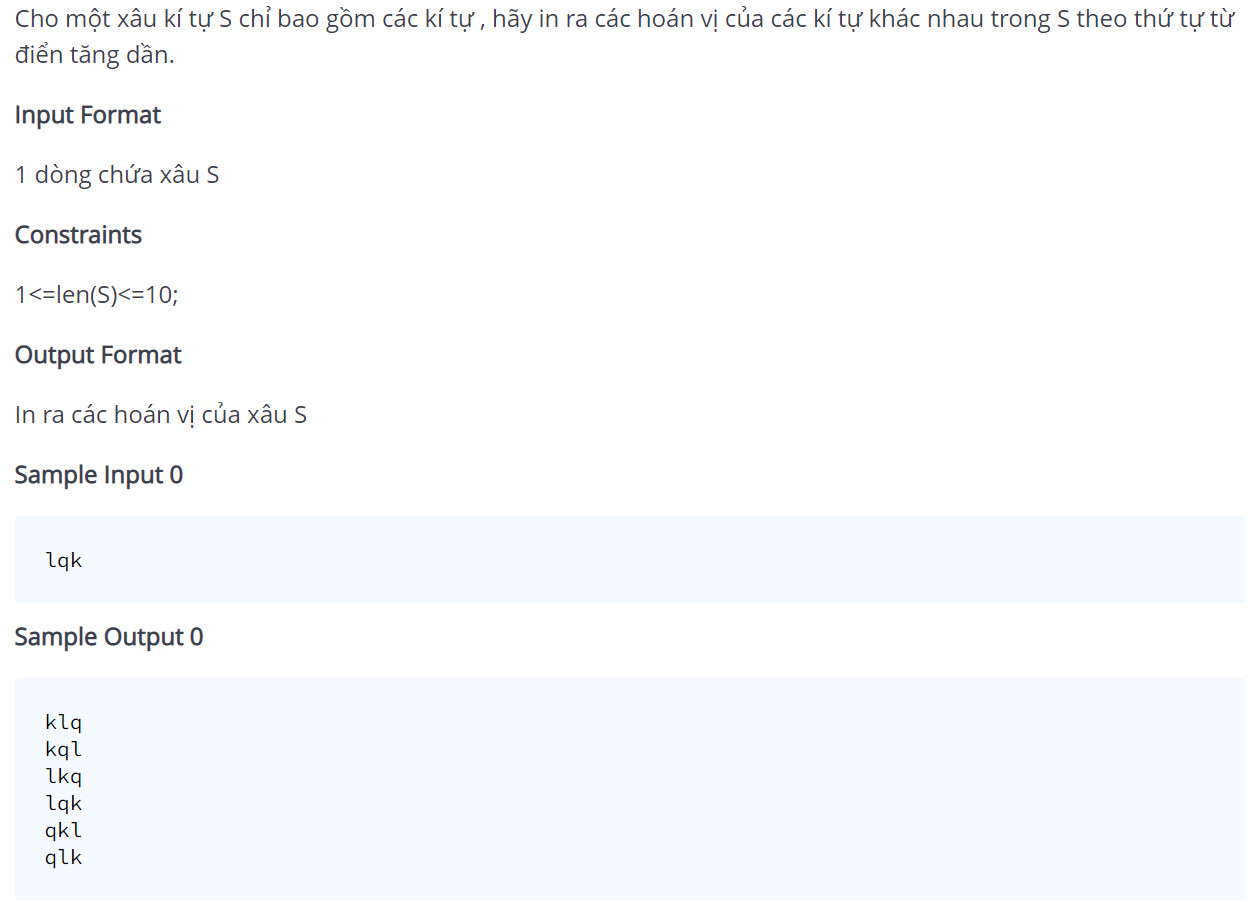 Cho một xâu kí tự S chỉ bao gồm các kí tự , hãy in ra các hoán vị của các kí tự khác nhau trong S theo thứ tự từ
điển tăng dần.
Input Format
1 dòng chứa xâu S
Constraints
1<=len(S)<=10;
Output Format
In ra các hoán vị của xâu S
Sample Input 0
lqk
Sample Output 0
klq
kql
lkq
lqk
qkl
qlk